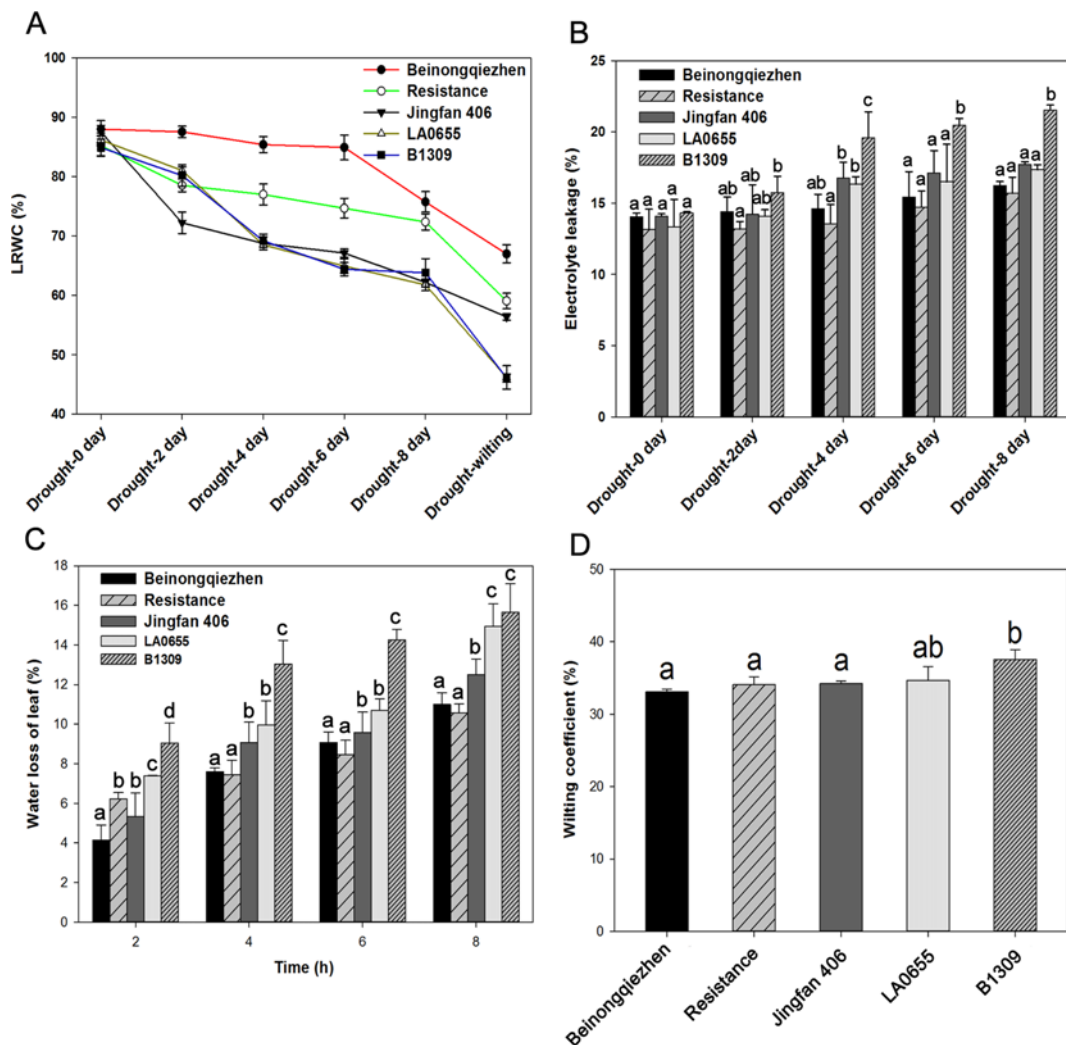 A
100
90
80
70
60
50
40
LRWC (%)
Beinongqiezhen
Resistance
Jingfan 406
LA0655
B1309
Drought-0 day
Drought-2 day
Drought-4 day
Drought-6 day
Drought-8 day
Drought-wilting
B
25
20
15
10
5
0
Electrolyte leakage (%)
Beinongqiezhen
Resistance
Jingfan 406
LA0655
B1309
a a a a a
ab a ab ab b
ab a b b c
a a a a b
a a a a b
Drought-0 day
Drought-2day
Drought-4 day
Drought-6 day
Drought-8 day
C
18
16
14
12
10
8
6
4
2
0
Water loss of leaf (%)
Beinongqiezhen
Resistance
Jingfan 406
LA0655
B1309
a b b c d
a a b b c
a a b b c
a a b c c
2 4 6 8
Time (h)
D
50
40
30
20
10
0
Wilting coefficient (%)
a a a ab b
Beinongqiezhen
Resistance
Jingfan 406
LA0655
B1309